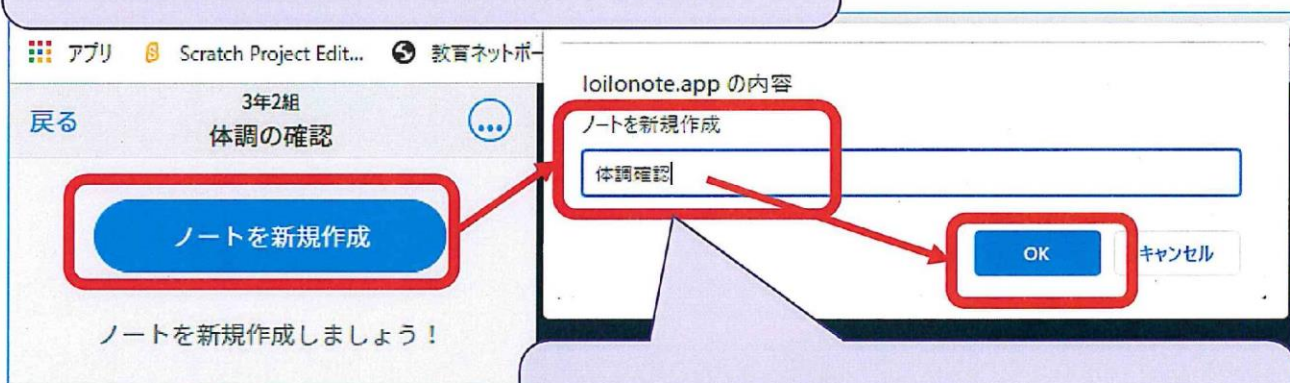 アプリ Scratch Project Edit... 教育ネットポー
戻る
3年2組
体調の確認
ノートを新規作成
ノートを新規作成しましょう！
loilonote.app の内容
ノートを新規作成
体調確認
OK
キャンセル